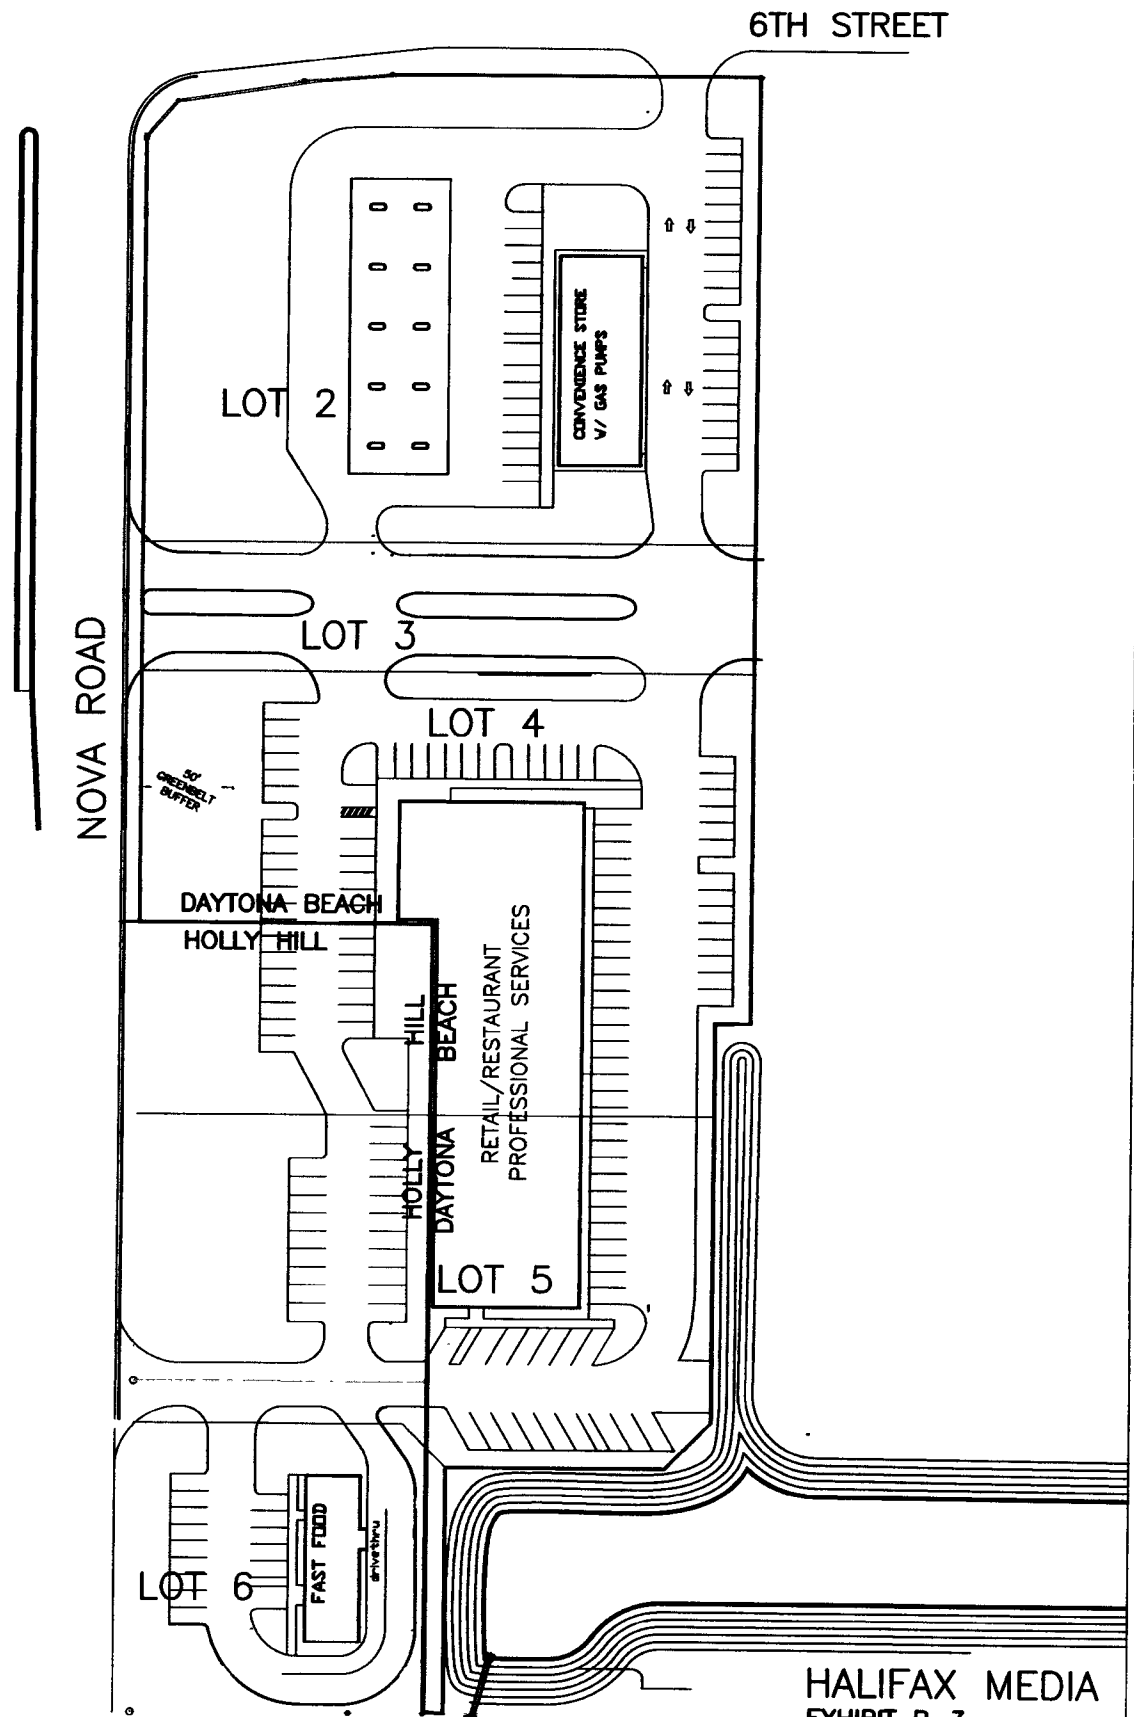 6TH STREET
CONVENIENCE STORE
W/ GAS PUMPS
LOT 2
LOT 3
NOVA ROAD
LOT 4
50'
GREENBELT
BUFFER
DAYTONA BEACH
HOLLY HILL
HOLLY HILL
DAYTONA BEACH
RETAIL/RESTAURANT
PROFESSIONAL SERVICES
LOT 5
FAST FOOD
drivethru
LOT 6
HALIFAX MEDIA
EXHIBIT